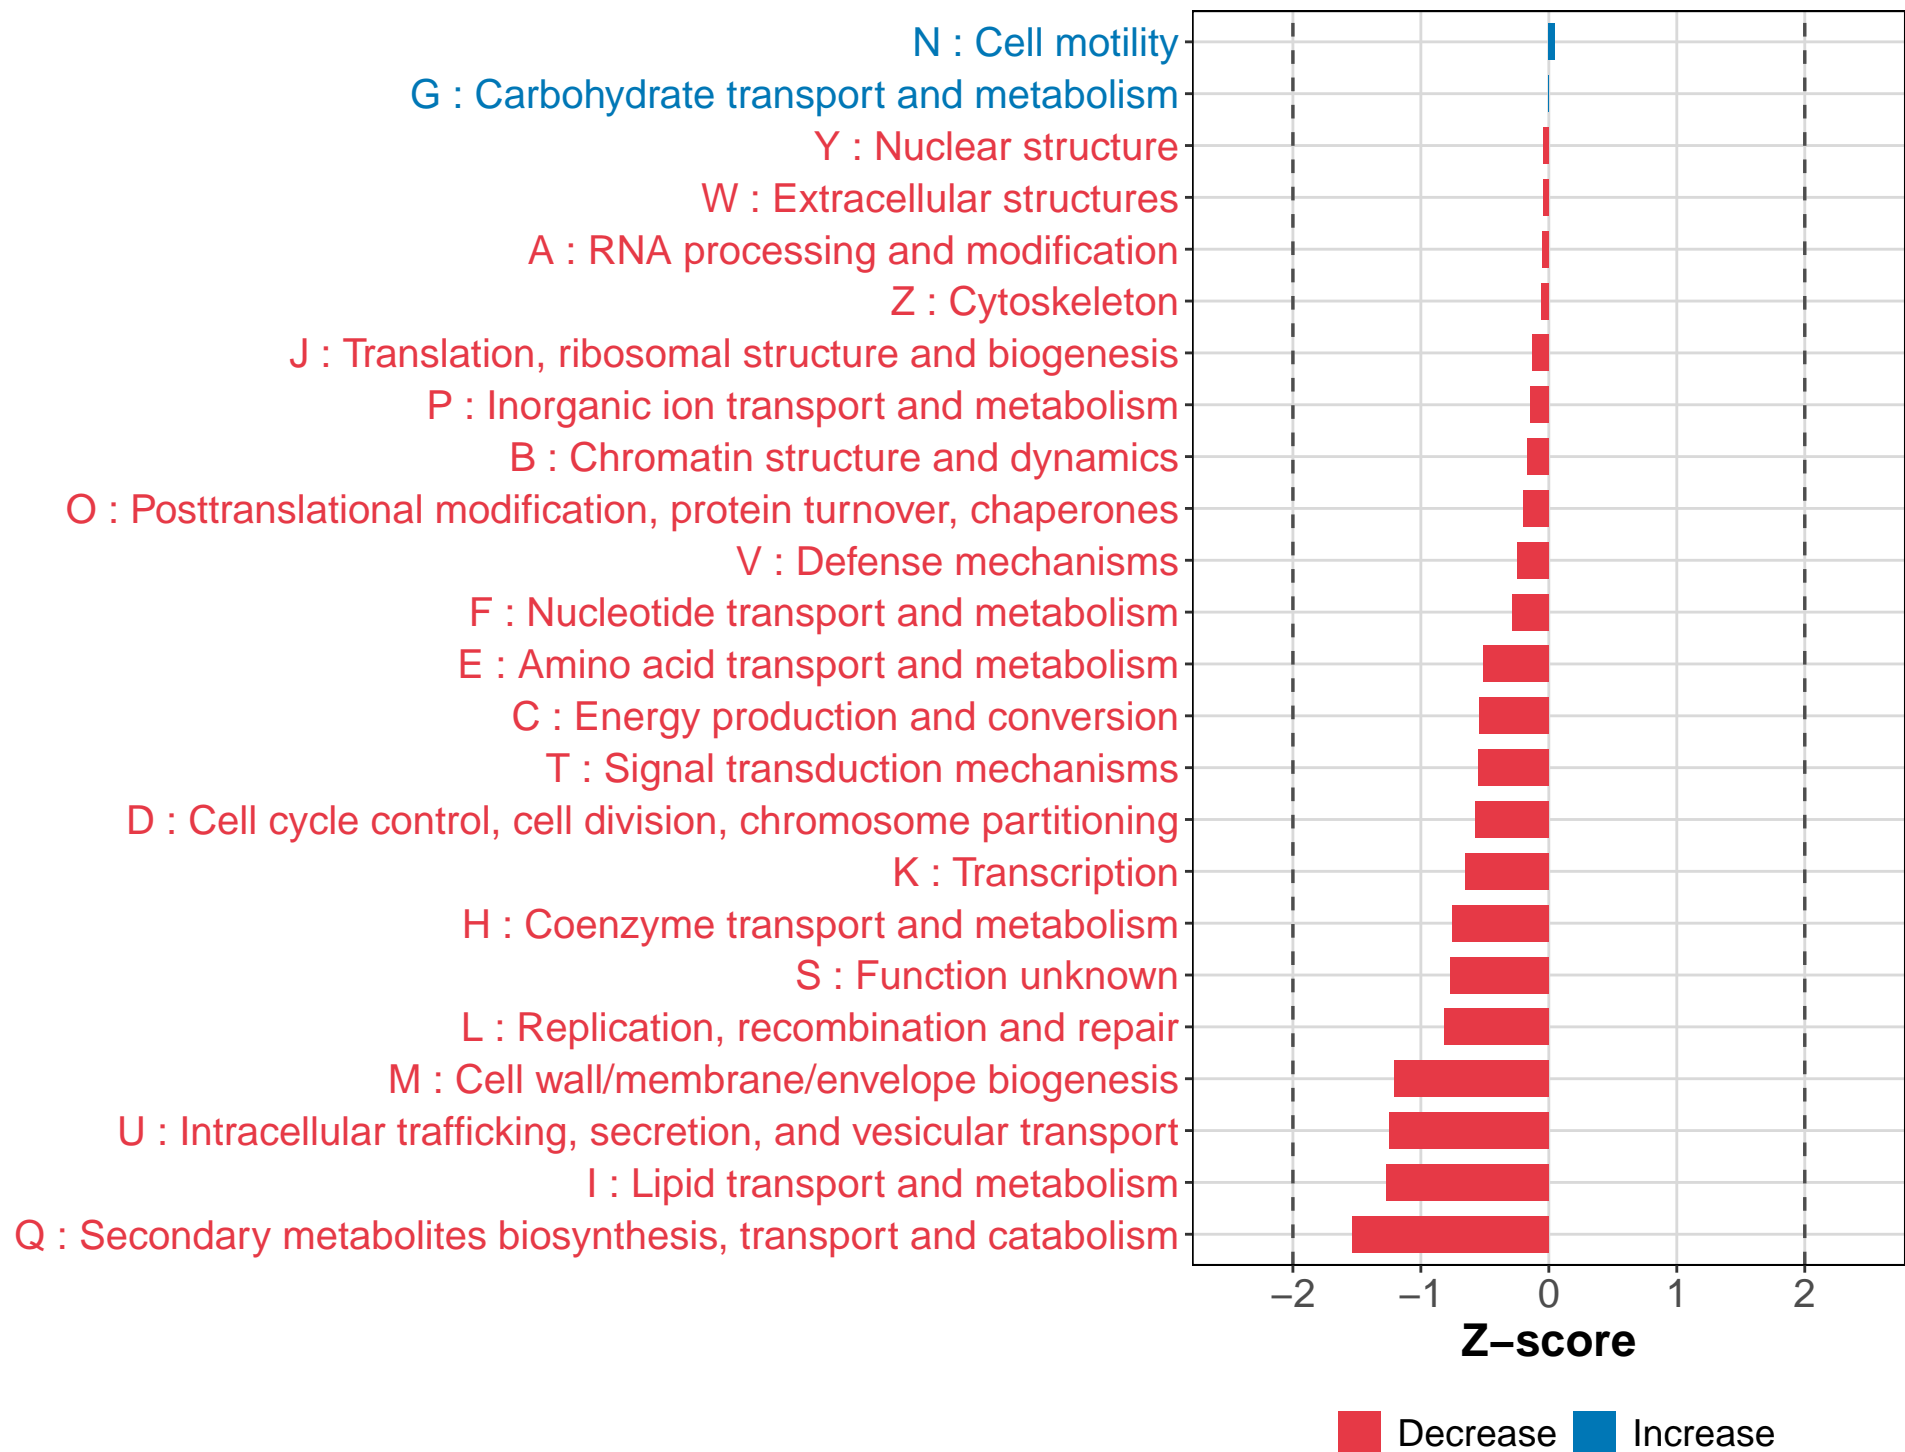 N : Cell motility
G : Carbohydrate transport and metabolism
Y : Nuclear structure
W : Extracellular structures
A : RNA processing and modification
Z : Cytoskeleton
J : Translation, ribosomal structure and biogenesis
P : Inorganic ion transport and metabolism
B : Chromatin structure and dynamics
O : Posttranslational modification, protein turnover, chaperones
V : Defense mechanisms
F : Nucleotide transport and metabolism
E : Amino acid transport and metabolism
C : Energy production and conversion
T : Signal transduction mechanisms
D : Cell cycle control, cell division, chromosome partitioning
K : Transcription
H : Coenzyme transport and metabolism
S : Function unknown
L : Replication, recombination and repair
M : Cell wall/membrane/envelope biogenesis
U : Intracellular trafficking, secretion, and vesicular transport
I : Lipid transport and metabolism
Q : Secondary metabolites biosynthesis, transport and catabolism
−2 −1 0 1 2
Z−score
Decrease Increase